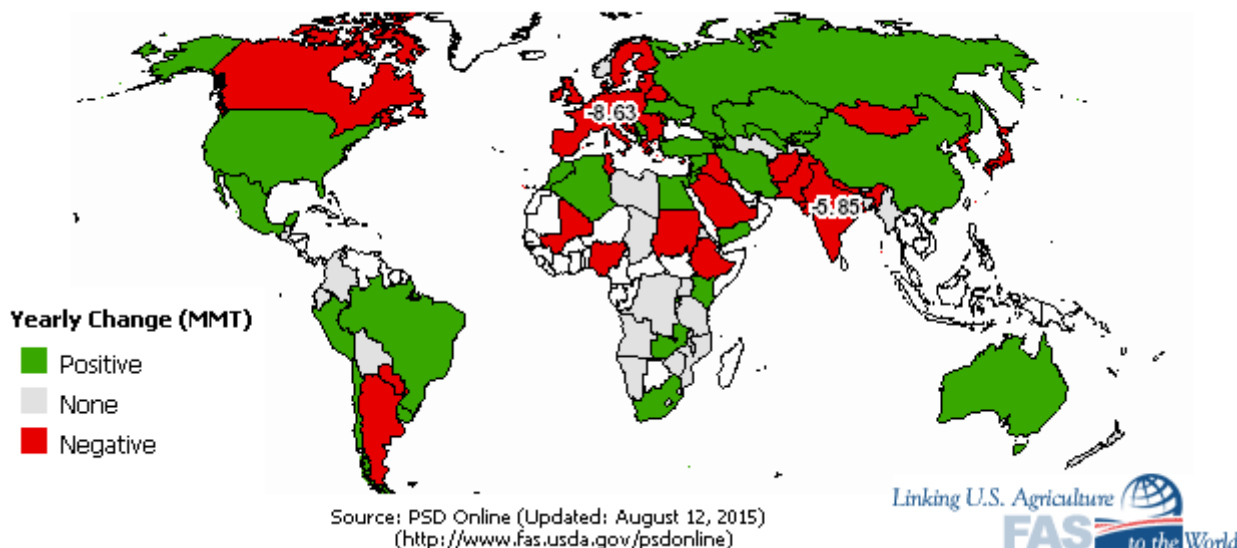 -8.63
-5.85
Yearly Change (MMT)
Positive
None
Negative
Source: PSD Online (Updated: August 12, 2015)
(http://www.fas.usda.gov/psdonline)
Linking U.S. Agriculture
FAS to the World